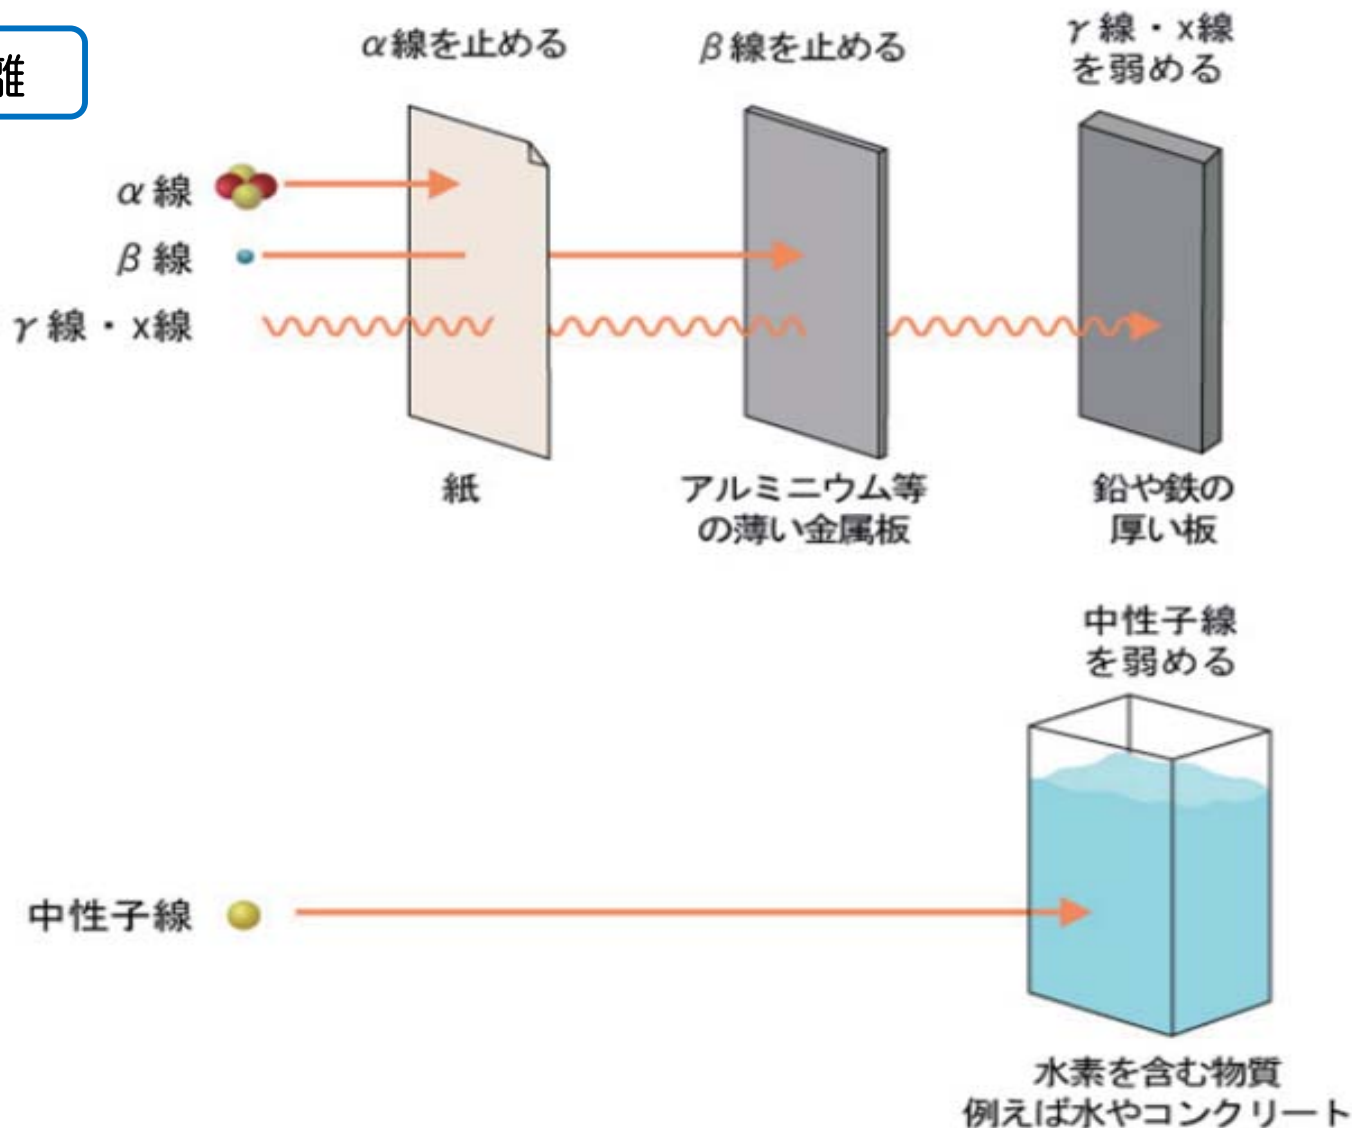 離
α線を止める
β線を止める
γ線・x線
を弱める
α線
β線
γ線・x線
紙
アルミニウム等
の薄い金属板
鉛や鉄の
厚い板
中性子線
を弱める
中性子線
水素を含む物質
例えば水やコンクリート